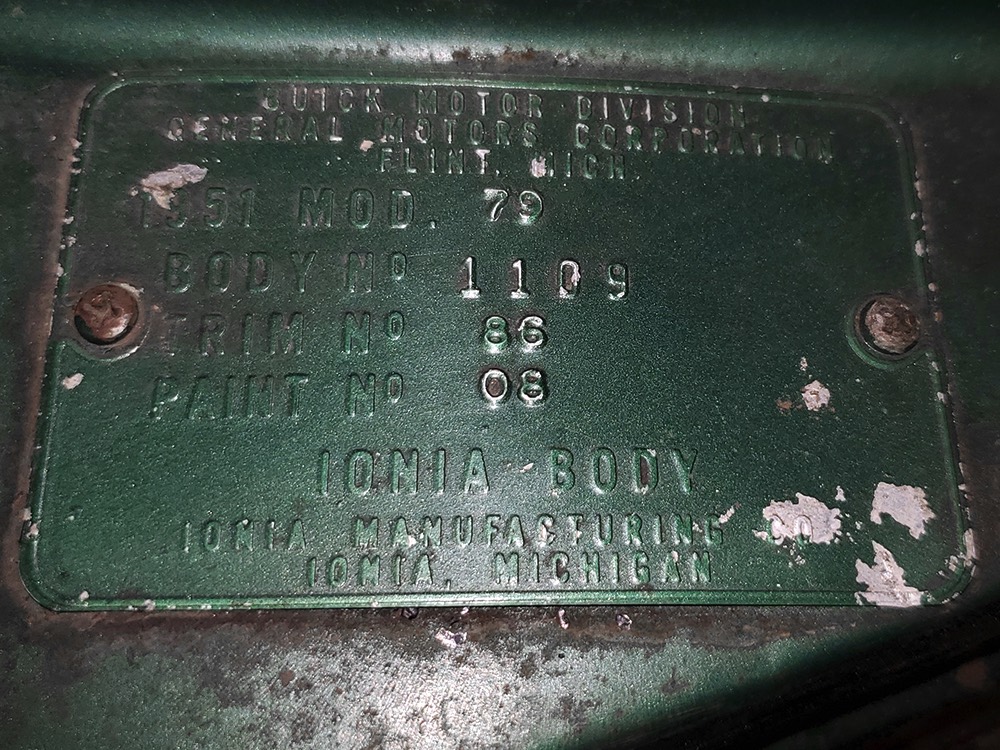 BUICK MOTOR DIVISION
GENERAL MOTORS CORPORATION
FLINT, MICH.
1951 MOD. 79
BODY Nº 1109
TRIM Nº 86
PAINT Nº 08
IONIA - BODY
IONIA MANUFACTURING CO.
IONIA, MICHIGAN